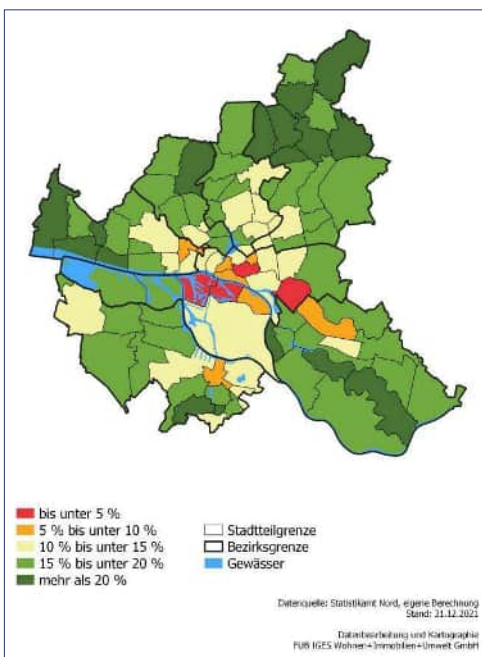 bis unter 5 %
5 % bis unter 10 %
10 % bis unter 15 %
15 % bis unter 20 %
mehr als 20 %
Stadtteilgrenze
Bezirksgrenze
Gewässer
Datenquelle: Statistikamt Nord, eigene Berechnung
Stand: 31.12.2021
Datenbearbeitung und Kartographie
FUB IGES Wohnen+Immobilien+Umwelt GmbH